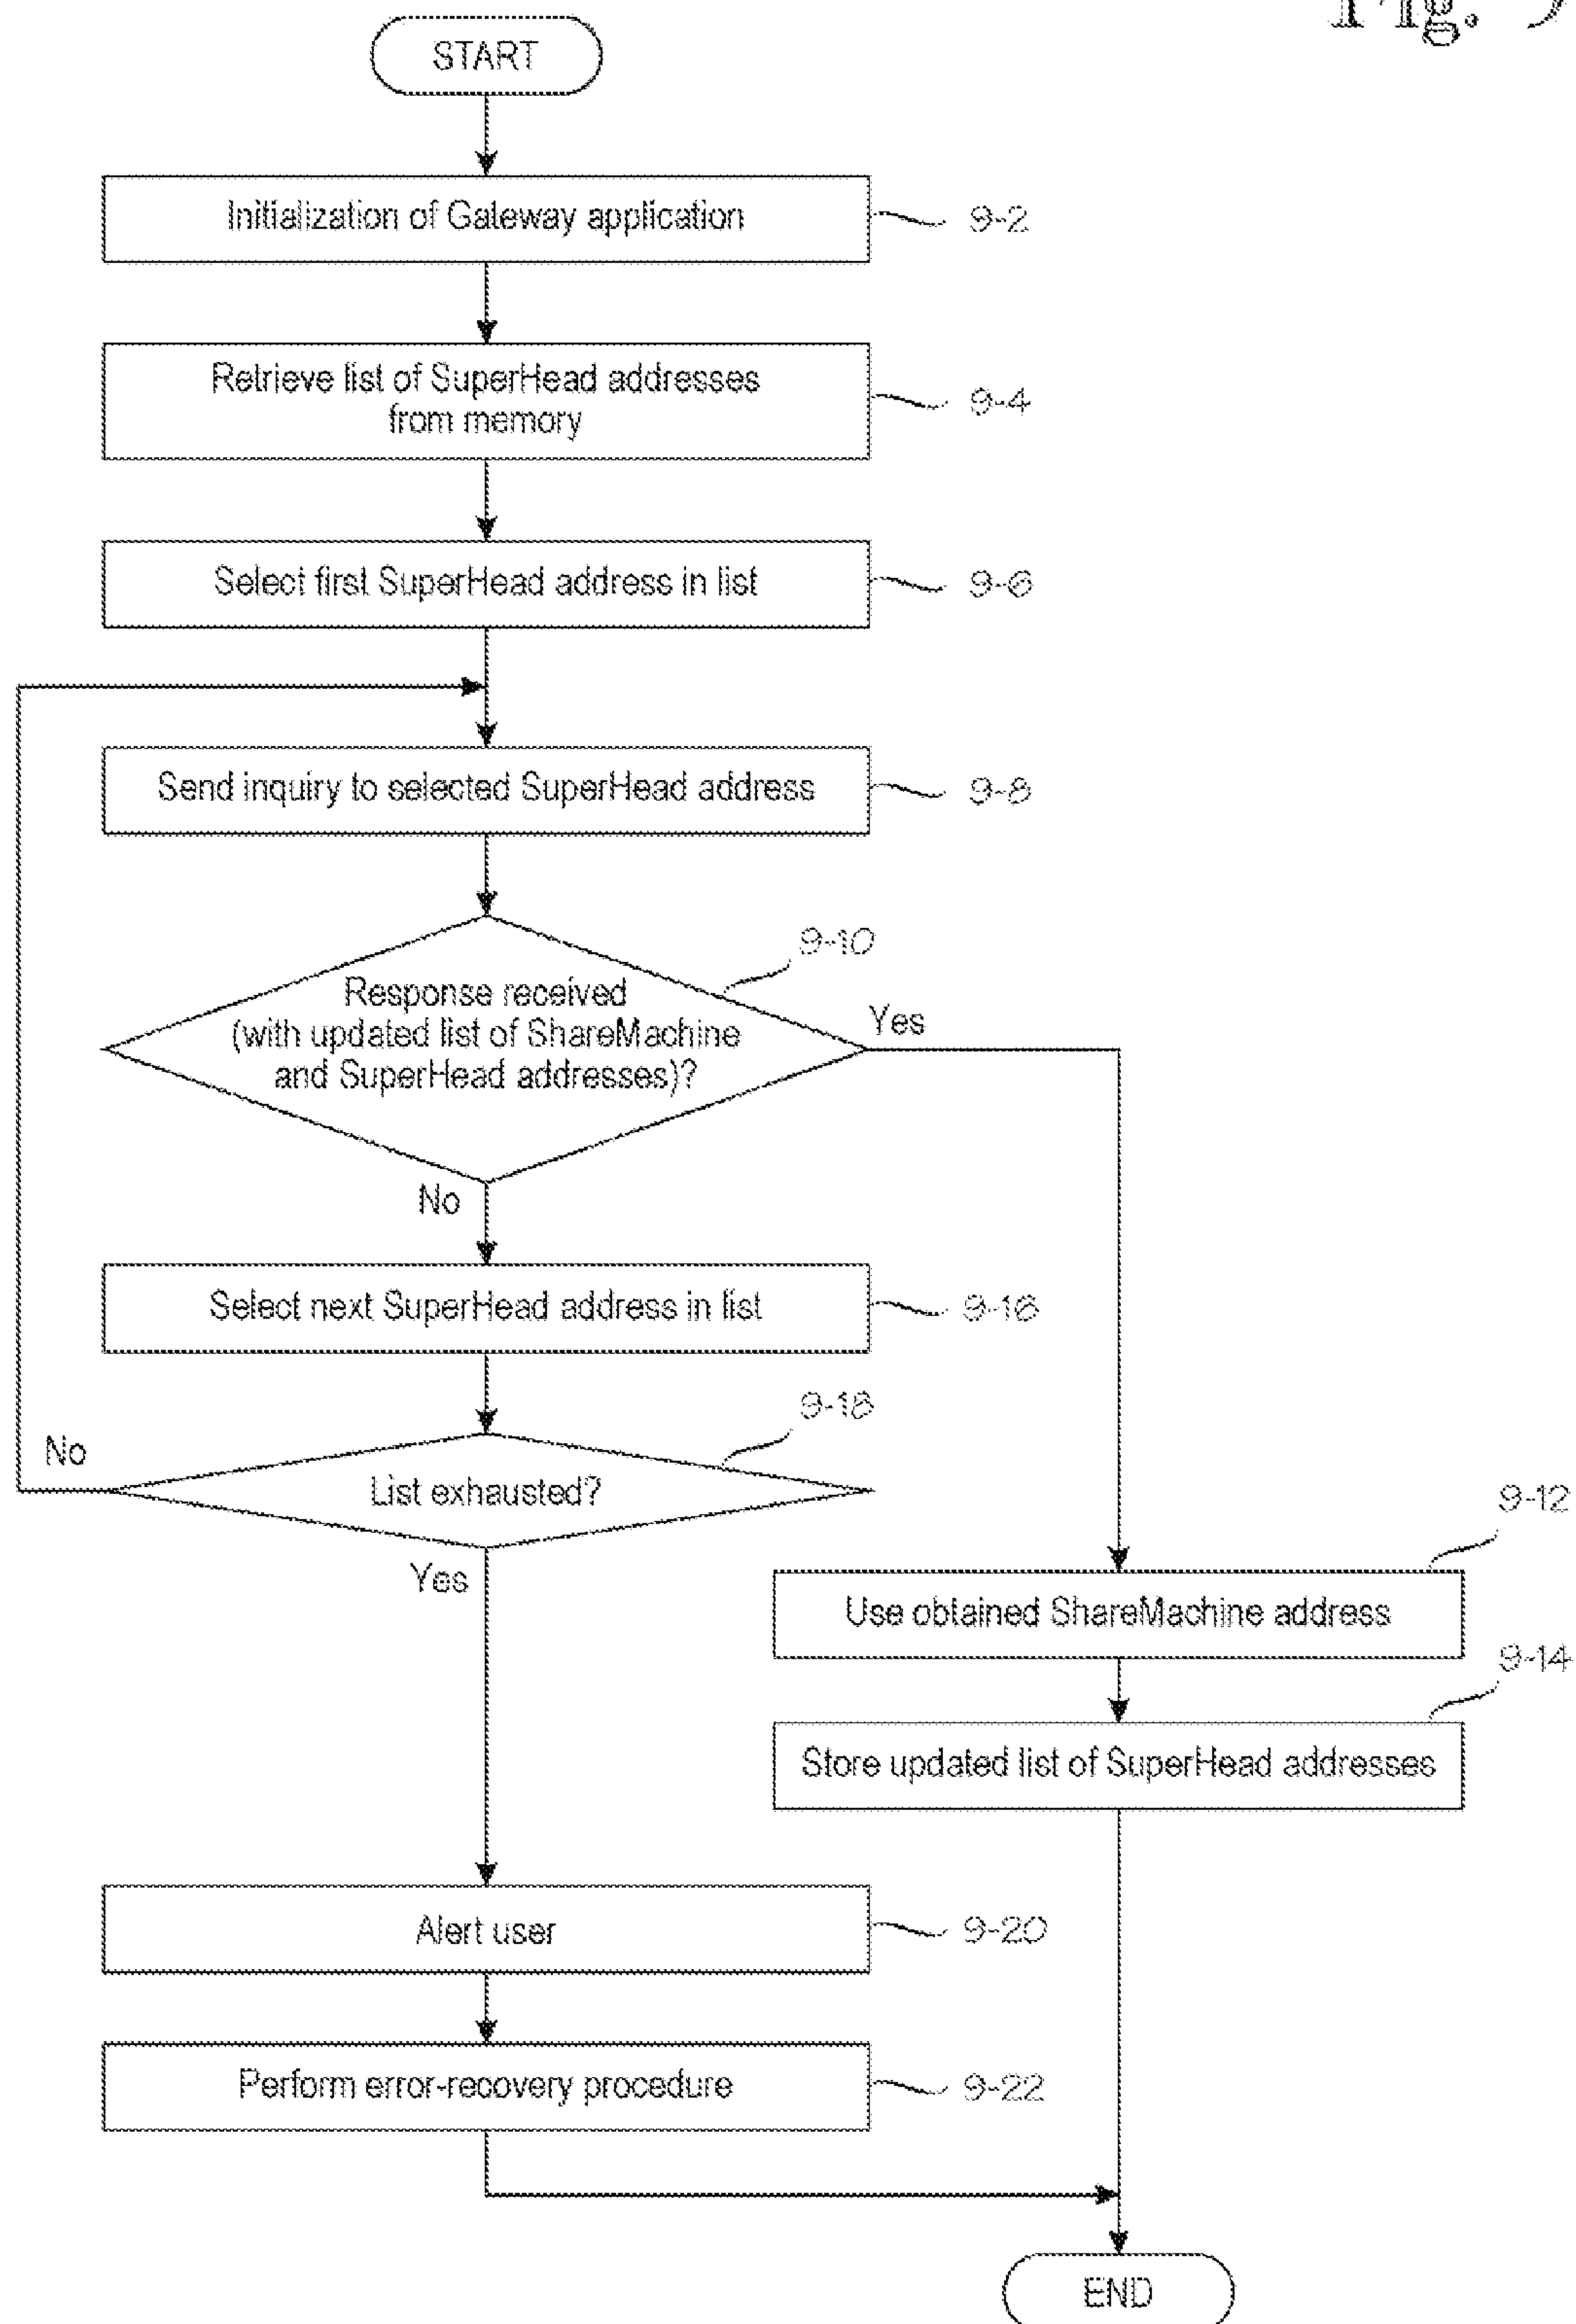 Fig. 9
START
Initialization of Gateway application
9-2
Retrieve list of SuperHead addresses
from memory
9-4
Select first SuperHead address in list
9-6
Send inquiry to selected SuperHead address
9-8
9-10
Response received
(with updated list of ShareMachine
and SuperHead addresses)?
Yes
No
Select next SuperHead address in list
9-16
9-18
No
List exhausted?
Yes
9-12
Use obtained ShareMachine address
9-14
Store updated list of SuperHead addresses
Alert user
9-20
Perform error-recovery procedure
9-22
END